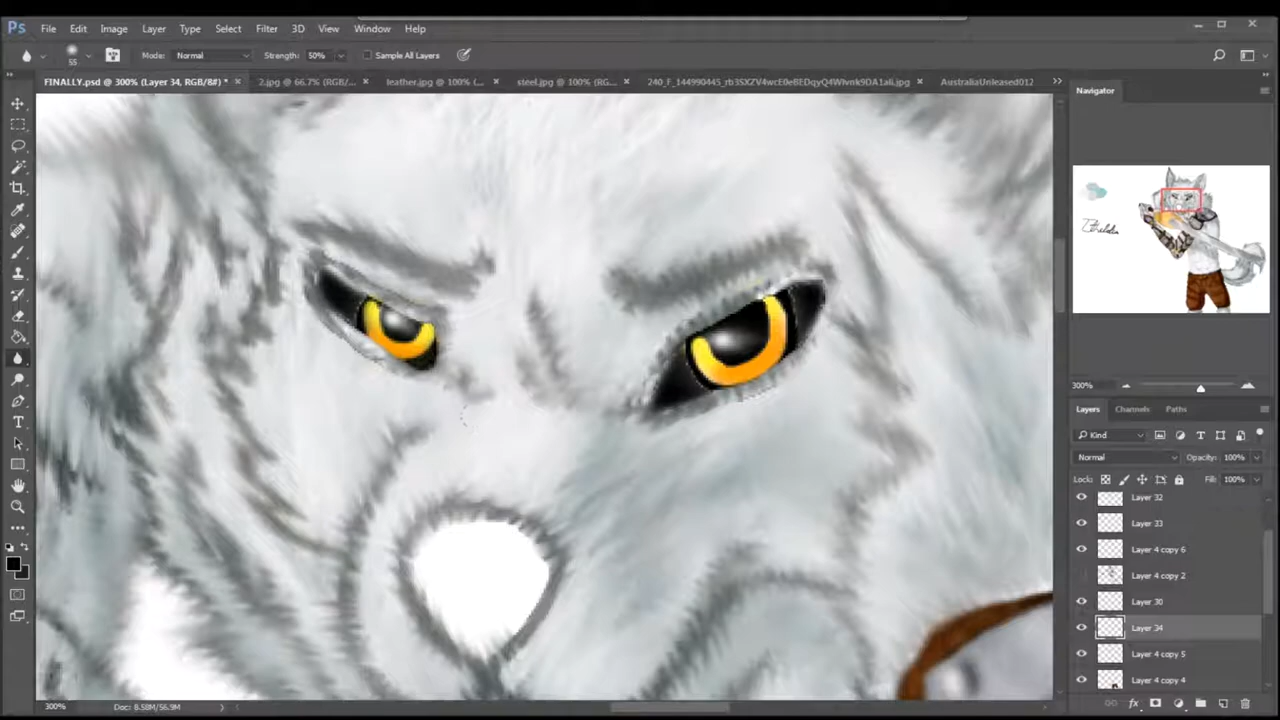 Ps File Edit Image Layer Type Select Filter 3D View Window Help
55 Mode: Normal Strength: 50% Sample All Layers
FINALLY.psd @ 300% (Layer 34, RGB/8#) * × 2.jpg @ 66.7% (RGB/... × leather.jpg @ 100% (... × steel.jpg @ 100% (RG... × AustraliaUnleased012
Navigator
300%
Layers Channels Paths
Kind
Normal Opacity: 100%
Lock: Fill: 100%
Layer 32
Layer 33
Layer 4 copy 6
Layer 4 copy 2
Layer 30
Layer 34
Layer 4 copy 5
Layer 4 copy 4
300% Doc: 8.58M/56.9M